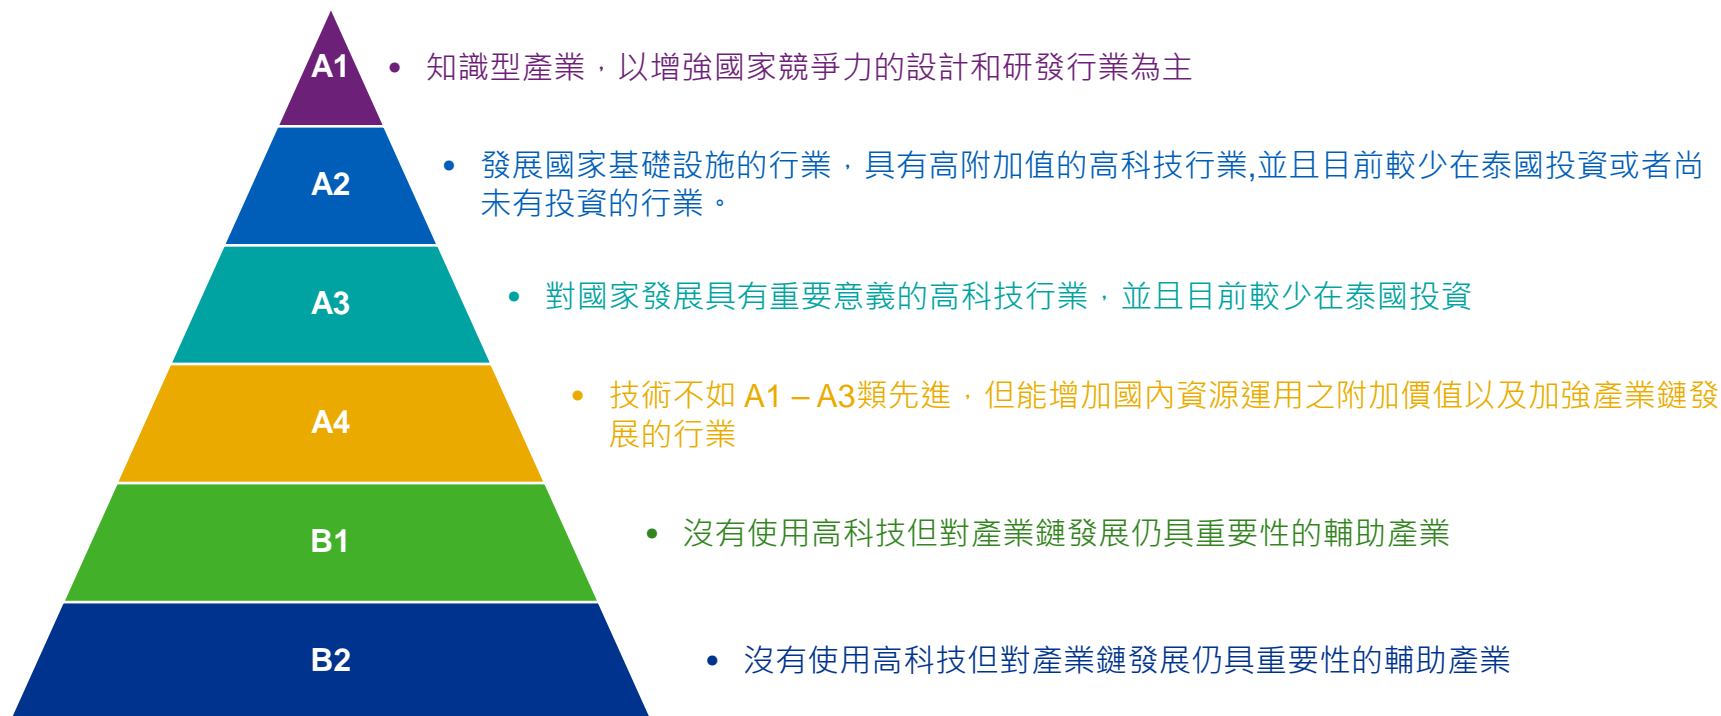 A1
• 知識型產業，以增強國家競爭力的設計和研發行業為主
A2
• 發展國家基礎設施的行業，具有高附加值的高科技行業,並且目前較少在泰國投資或者尚
未有投資的行業。
A3
• 對國家發展具有重要意義的高科技行業，並且目前較少在泰國投資
A4
• 技術不如 A1 – A3類先進，但能增加國內資源運用之附加價值以及加強產業鏈發
展的行業
B1
• 沒有使用高科技但對產業鏈發展仍具重要性的輔助產業
B2
• 沒有使用高科技但對產業鏈發展仍具重要性的輔助產業